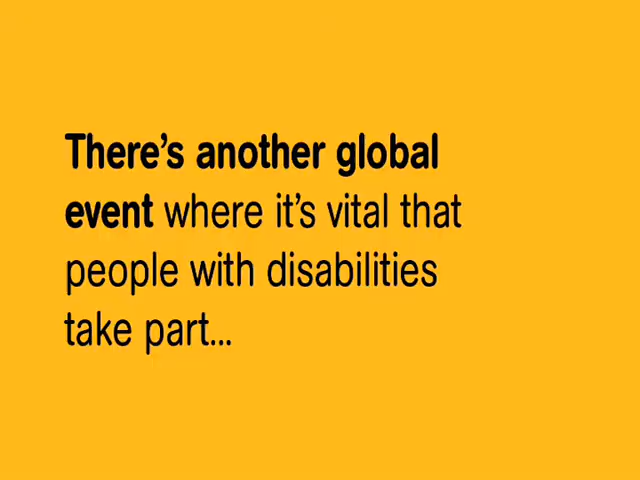 There’s another global
event where it’s vital that
people with disabilities
take part...